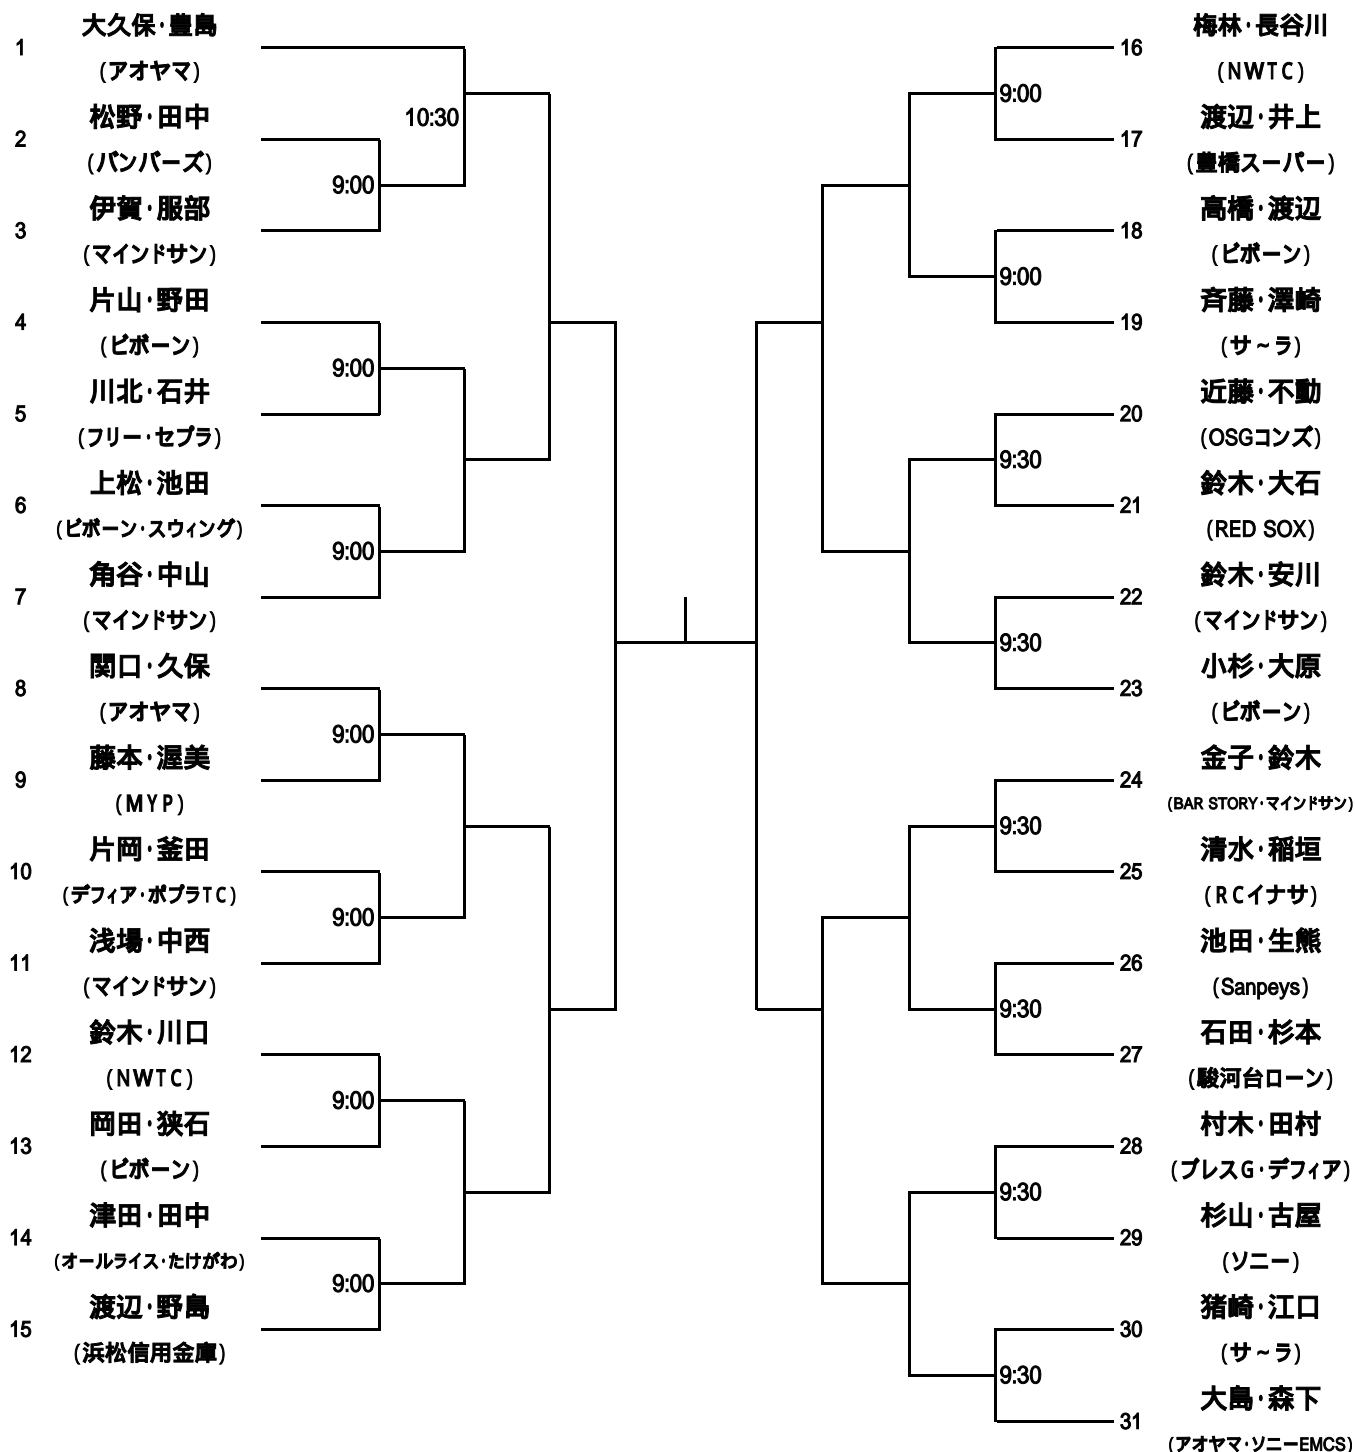 1
大久保・豊島
(アオヤマ)
2
松野・田中
(バンバーズ)
3
伊賀・服部
(マインドサン)
4
片山・野田
(ビボーン)
5
川北・石井
(フリー・セプラ)
6
上松・池田
(ビボーン・スウィング)
7
角谷・中山
(マインドサン)
8
関口・久保
(アオヤマ)
9
藤本・渥美
(MYP)
10
片岡・釜田
(デフィア・ポプラTC)
11
浅場・中西
(マインドサン)
12
鈴木・川口
(NWTC)
13
岡田・狭石
(ビボーン)
14
津田・田中
(オールライス・たけがわ)
15
渡辺・野島
(浜松信用金庫)
10:30
9:00
9:00
9:00
9:00
9:00
9:00
9:00
9:00
9:00
9:30
9:30
9:30
9:30
9:30
9:30
16
梅林・長谷川
(NWTC)
17
渡辺・井上
(豊橋スーパー)
18
高橋・渡辺
(ビボーン)
19
斉藤・澤崎
(サ～ラ)
20
近藤・不動
(OSGコンズ)
21
鈴木・大石
(RED SOX)
22
鈴木・安川
(マインドサン)
23
小杉・大原
(ビボーン)
24
金子・鈴木
(BAR STORY・マインドサン)
25
清水・稲垣
(RCイナサ)
26
池田・生熊
(Sanpeys)
27
石田・杉本
(駿河台ローン)
28
村木・田村
(ブレスG・デフィア)
29
杉山・古屋
(ソニー)
30
猪崎・江口
(サ～ラ)
31
大島・森下
(アオヤマ・ソニーEMCS)